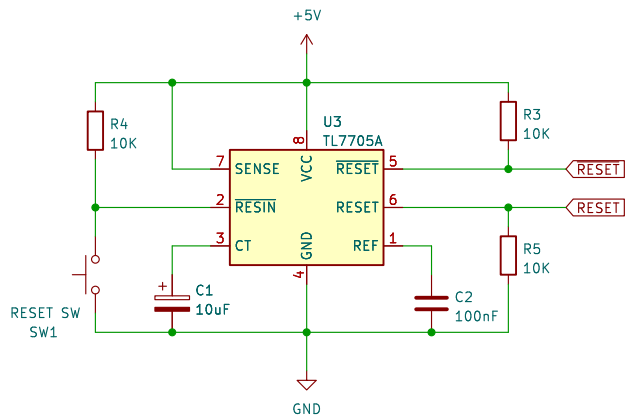 +5V
R4
10K
U3
TL7705A
R3
10K
8
VCC
7
SENSE
RESET
5
RESET
2
RESIN
RESET
6
RESET
3
CT
GND
REF
1
4
R5
10K
+
C1
10uF
C2
100nF
RESET SW
SW1
GND